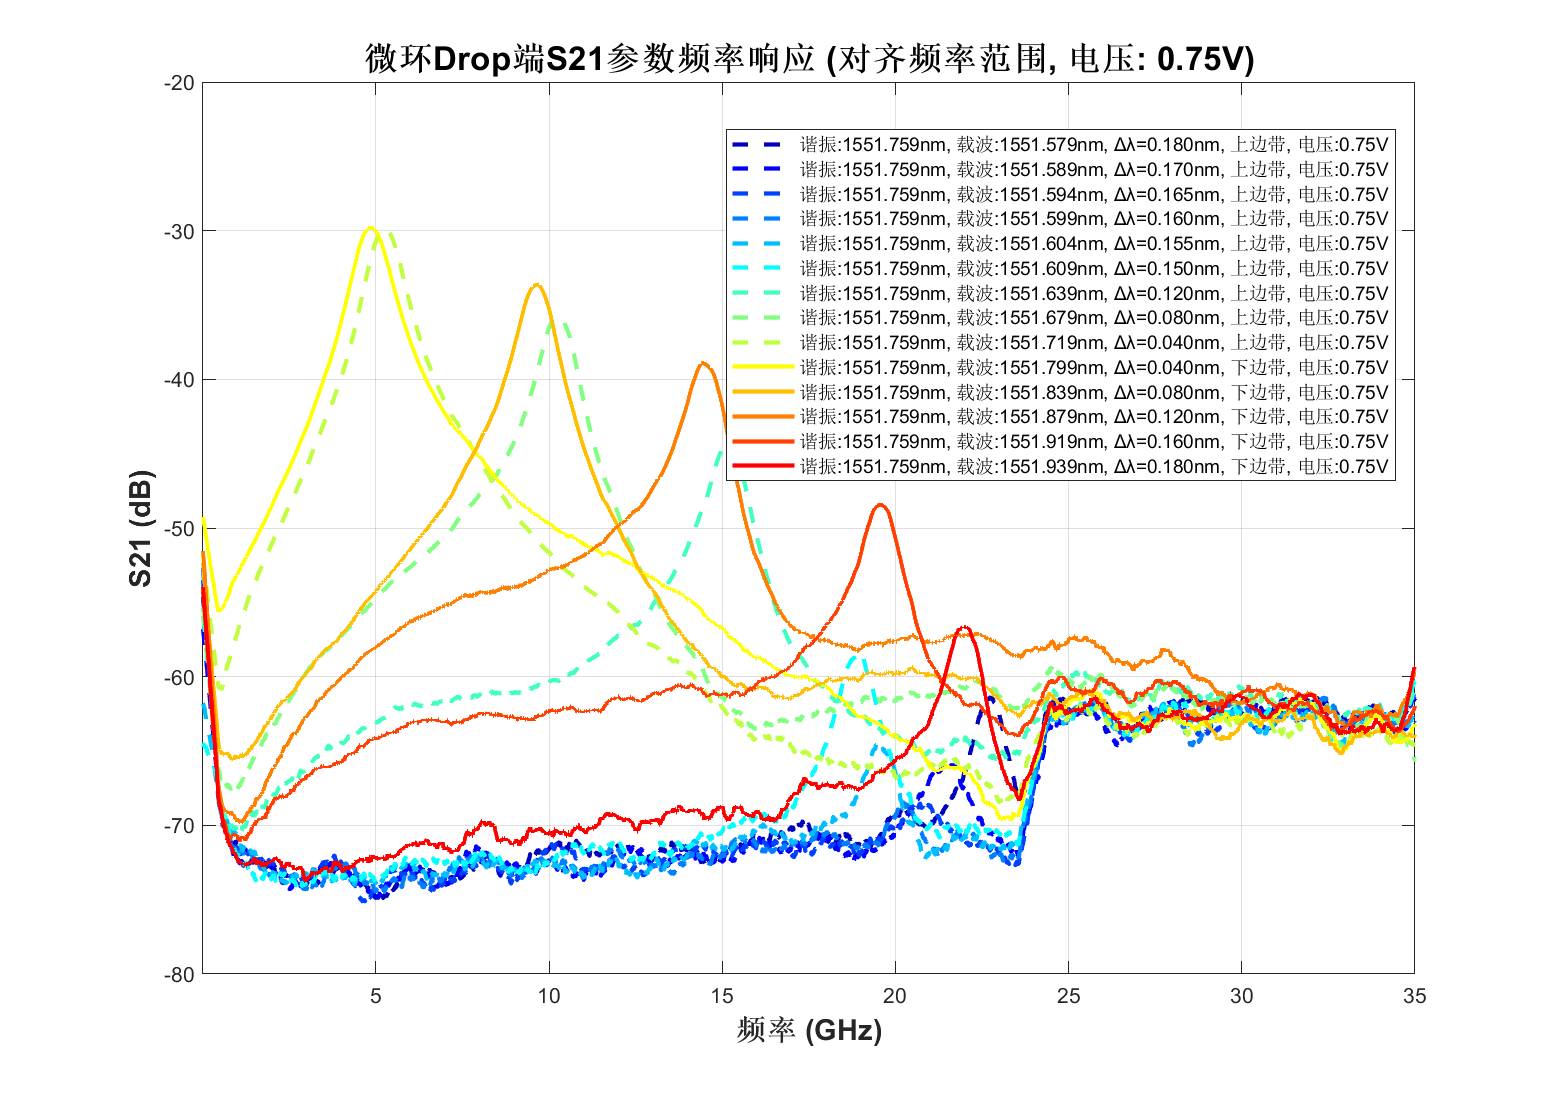 微环Drop端S21参数频率响应 (对齐频率范围, 电压: 0.75V)
-20
-30
-40
-50
-60
-70
-80
S21 (dB)
谐振:1551.759nm, 载波:1551.579nm, Δλ=0.180nm, 上边带, 电压:0.75V
谐振:1551.759nm, 载波:1551.589nm, Δλ=0.170nm, 上边带, 电压:0.75V
谐振:1551.759nm, 载波:1551.594nm, Δλ=0.165nm, 上边带, 电压:0.75V
谐振:1551.759nm, 载波:1551.599nm, Δλ=0.160nm, 上边带, 电压:0.75V
谐振:1551.759nm, 载波:1551.604nm, Δλ=0.155nm, 上边带, 电压:0.75V
谐振:1551.759nm, 载波:1551.609nm, Δλ=0.150nm, 上边带, 电压:0.75V
谐振:1551.759nm, 载波:1551.639nm, Δλ=0.120nm, 上边带, 电压:0.75V
谐振:1551.759nm, 载波:1551.679nm, Δλ=0.080nm, 上边带, 电压:0.75V
谐振:1551.759nm, 载波:1551.719nm, Δλ=0.040nm, 上边带, 电压:0.75V
谐振:1551.759nm, 载波:1551.799nm, Δλ=0.040nm, 下边带, 电压:0.75V
谐振:1551.759nm, 载波:1551.839nm, Δλ=0.080nm, 下边带, 电压:0.75V
谐振:1551.759nm, 载波:1551.879nm, Δλ=0.120nm, 下边带, 电压:0.75V
谐振:1551.759nm, 载波:1551.919nm, Δλ=0.160nm, 下边带, 电压:0.75V
谐振:1551.759nm, 载波:1551.939nm, Δλ=0.180nm, 下边带, 电压:0.75V
5 10 15 20 25 30 35
频率 (GHz)